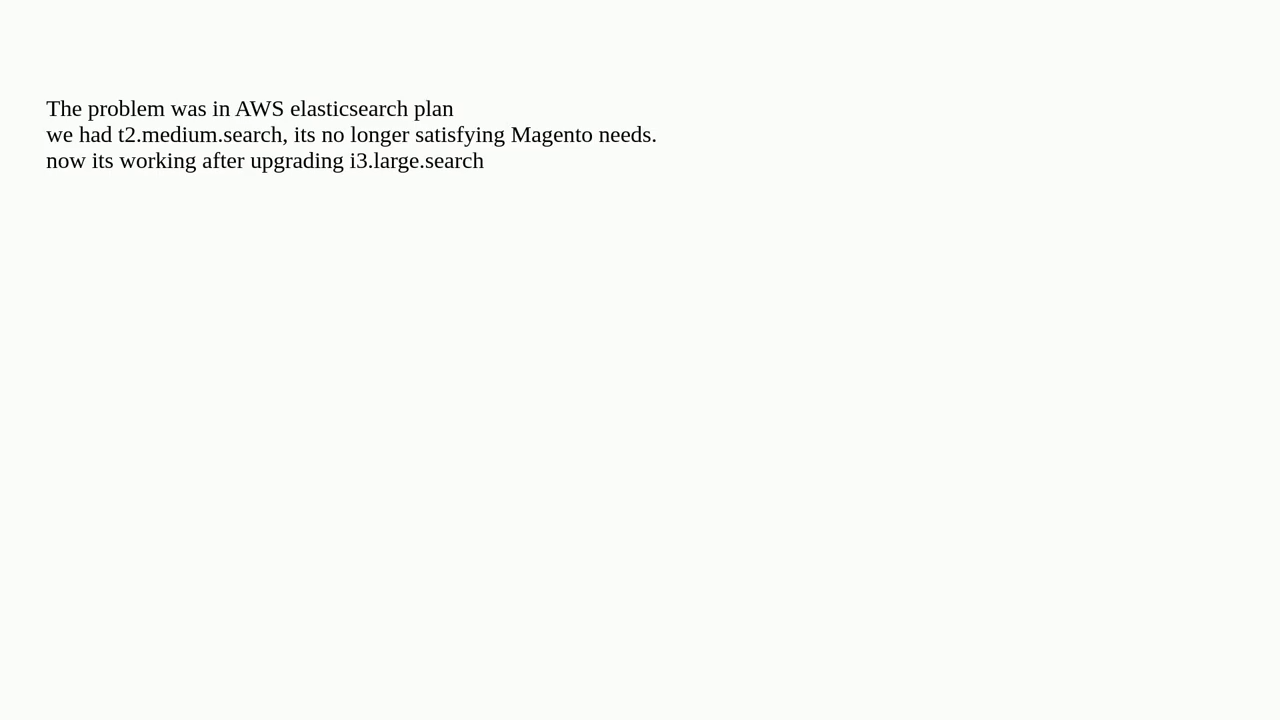 The problem was in AWS elasticsearch plan
we had t2.medium.search, its no longer satisfying Magento needs.
now its working after upgrading i3.large.search